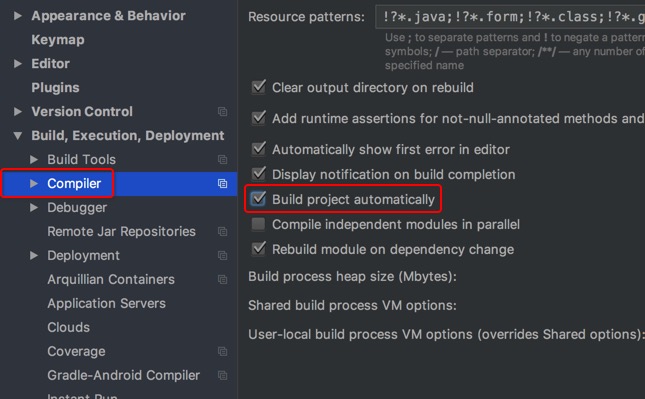 Appearance & Behavior
Keymap
Editor
Plugins
Version Control
Build, Execution, Deployment
Build Tools
Compiler
Debugger
Remote Jar Repositories
Deployment
Arquillian Containers
Application Servers
Clouds
Coverage
Gradle-Android Compiler
Instant Run
Resource patterns: !?*.java;!?*.form;!?*.class;!?*.g
Use ; to separate patterns and ! to negate a pattern
symbols; / — path separator; /**/ — any number of
specified name
Clear output directory on rebuild
Add runtime assertions for not-null-annotated methods and
Automatically show first error in editor
Display notification on build completion
Build project automatically
Compile independent modules in parallel
Rebuild module on dependency change
Build process heap size (Mbytes):
Shared build process VM options:
User-local build process VM options (overrides Shared options):